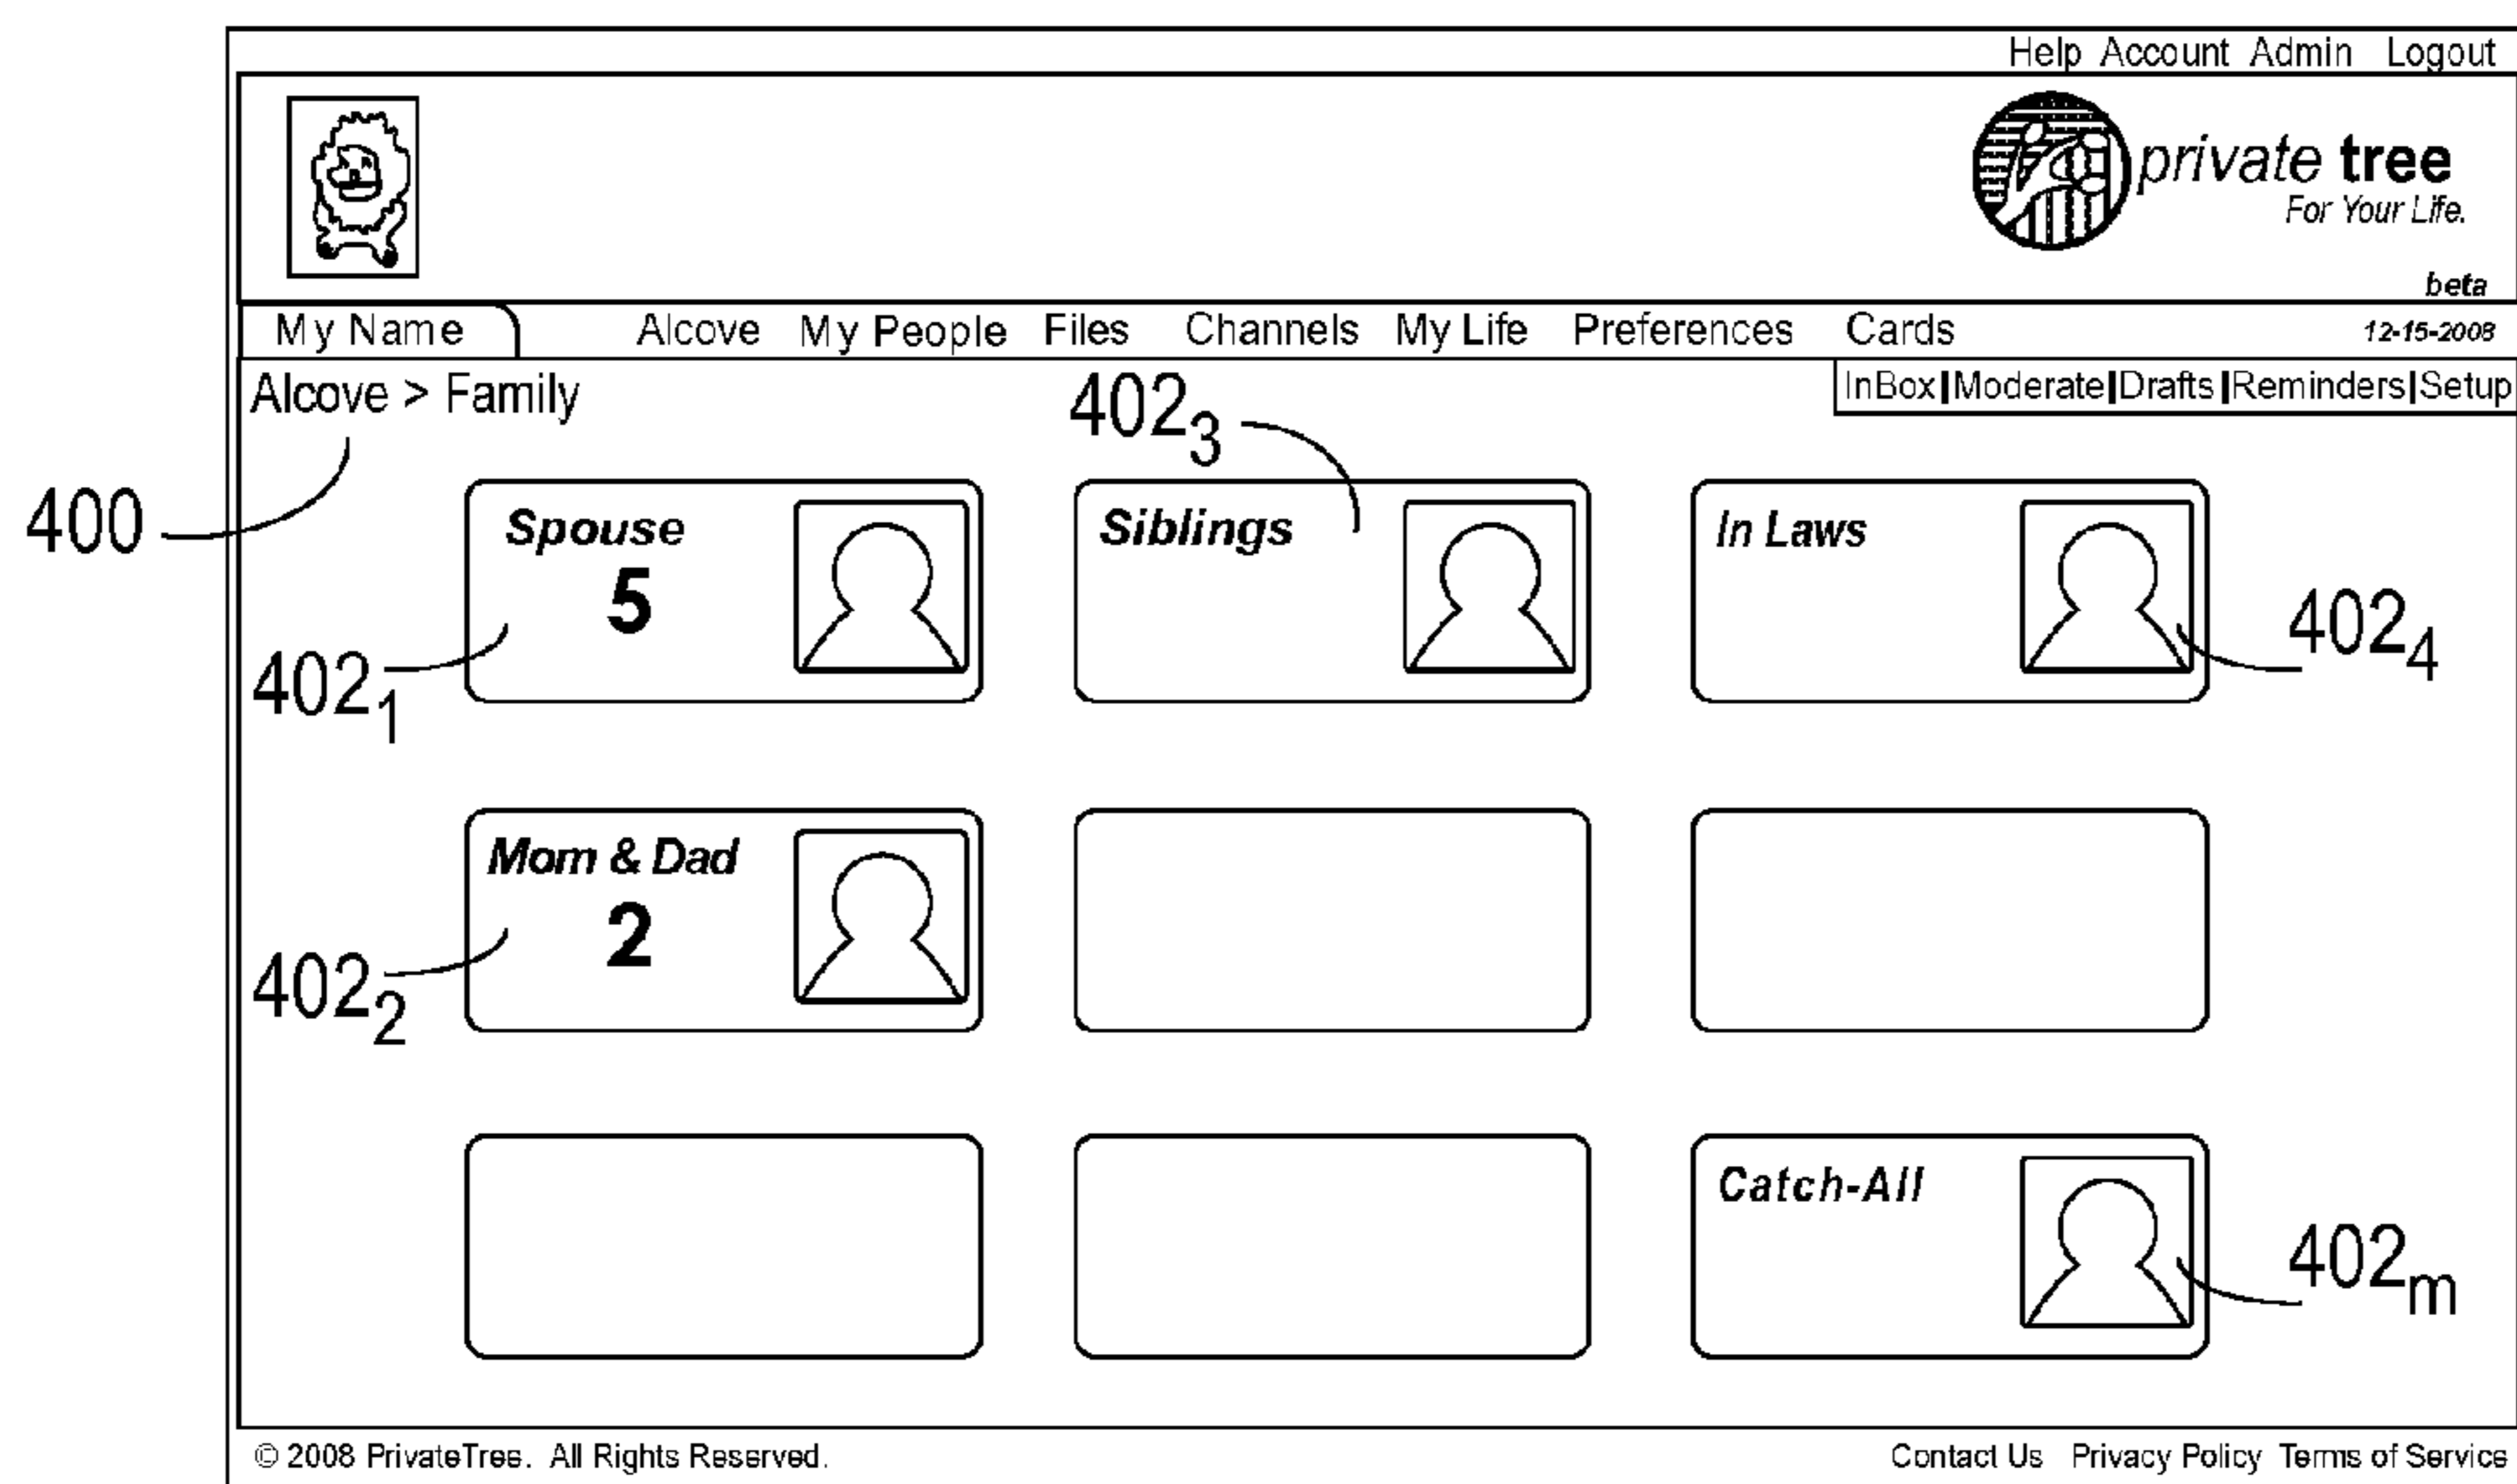 Help Account Admin Logout
private tree
For Your Life.
beta
My Name Alcove My People Files Channels My Life Preferences Cards 12-15-2008
Alcove > Family
InBox|Moderate|Drafts|Reminders|Setup
400
402₃
Spouse
5
402₁
Siblings
In Laws
402₄
Mom & Dad
2
402₂
Catch-All
402ₘ
© 2008 PrivateTree. All Rights Reserved.
Contact Us Privacy Policy Terms of Service